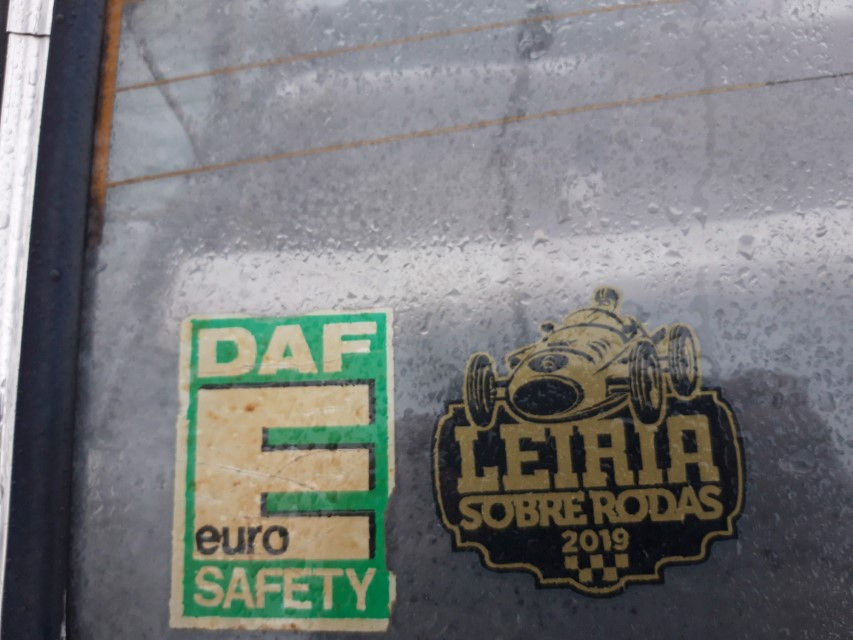 DAF
E
euro
SAFETY
LEIRIA
SOBRE RODAS
2019